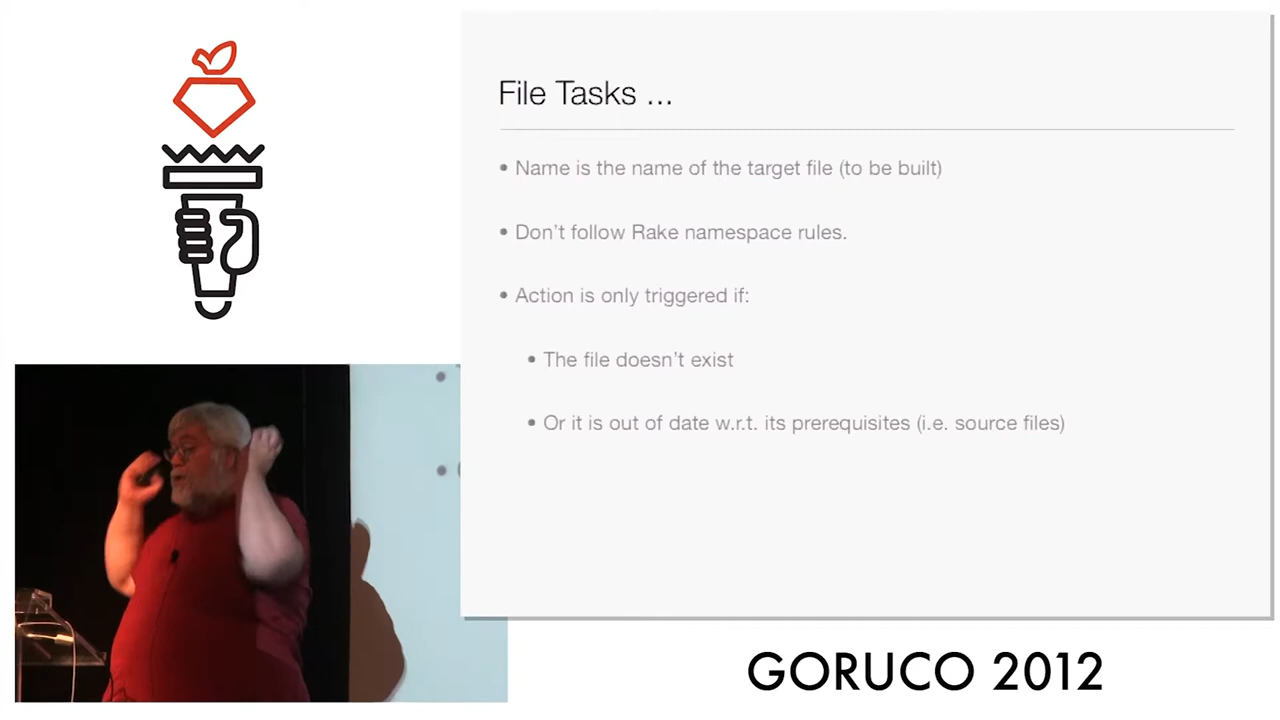 File Tasks ...
• Name is the name of the target file (to be built)
• Don't follow Rake namespace rules.
• Action is only triggered if:
• The file doesn't exist
• Or it is out of date w.r.t. its prerequisites (i.e. source files)
GORUCO 2012